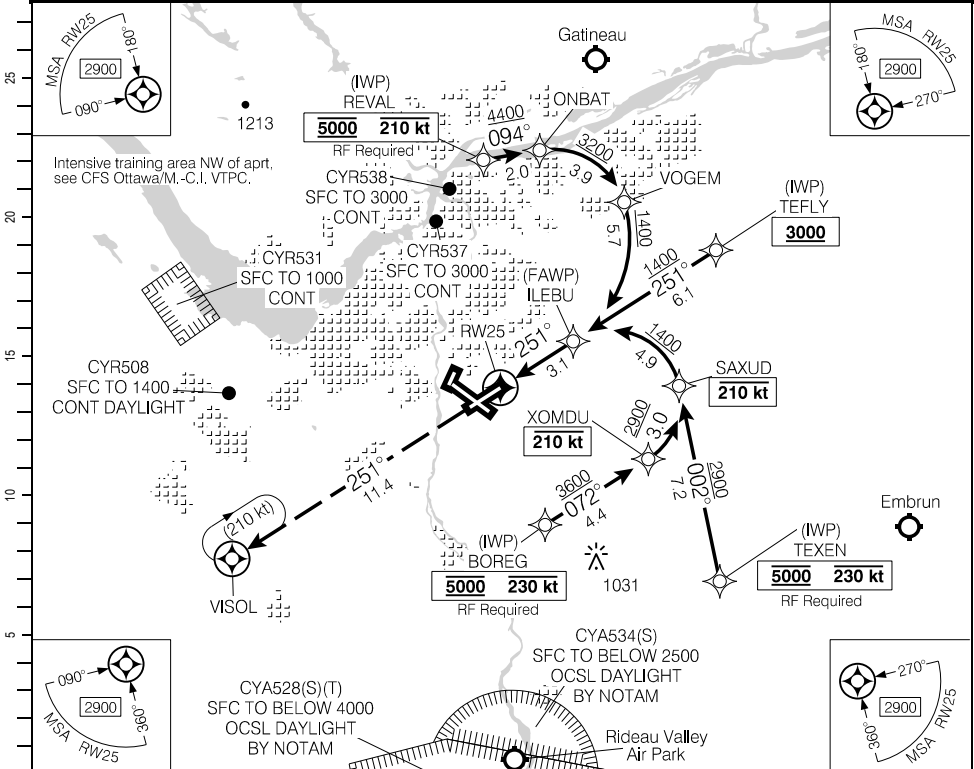 MSA RW25
180°
2900
090°
1213
Intensive training area NW of aprt,
see CFS Ottawa/M.-C.I. VTPC.
(IWP)
REVAL
5000 210 kt
RF Required
4400
094°
2.0
ONBAT
Gatineau
3200
3.9
VOGEM
MSA RW25
180°
2900
270°
CYR538
SFC TO 3000
CONT
CYR537
SFC TO 3000
CONT
CYR531
SFC TO 1000
CONT
1400
5.7
(IWP)
TEFLY
3000
1400
251°
6.1
(FAWP)
ILEBU
RW25
251°
3.1
1400
4.9
SAXUD
210 kt
CYR508
SFC TO 1400
CONT DAYLIGHT
XOMDU
210 kt
2900
3.0
251°
11.4
3600
072°
4.4
2900
002°
7.2
Embrun
(210 kt)
VISOL
(IWP)
BOREG
5000 230 kt
RF Required
1031
(IWP)
TEXEN
5000 230 kt
RF Required
CYA534(S)
SFC TO BELOW 2500
OCSL DAYLIGHT
BY NOTAM
CYA528(S)(T)
SFC TO BELOW 4000
OCSL DAYLIGHT
BY NOTAM
Rideau Valley
Air Park
090°
2900
360°
MSA RW25
270°
2900
360°
MSA RW25
25
20
15
10
5